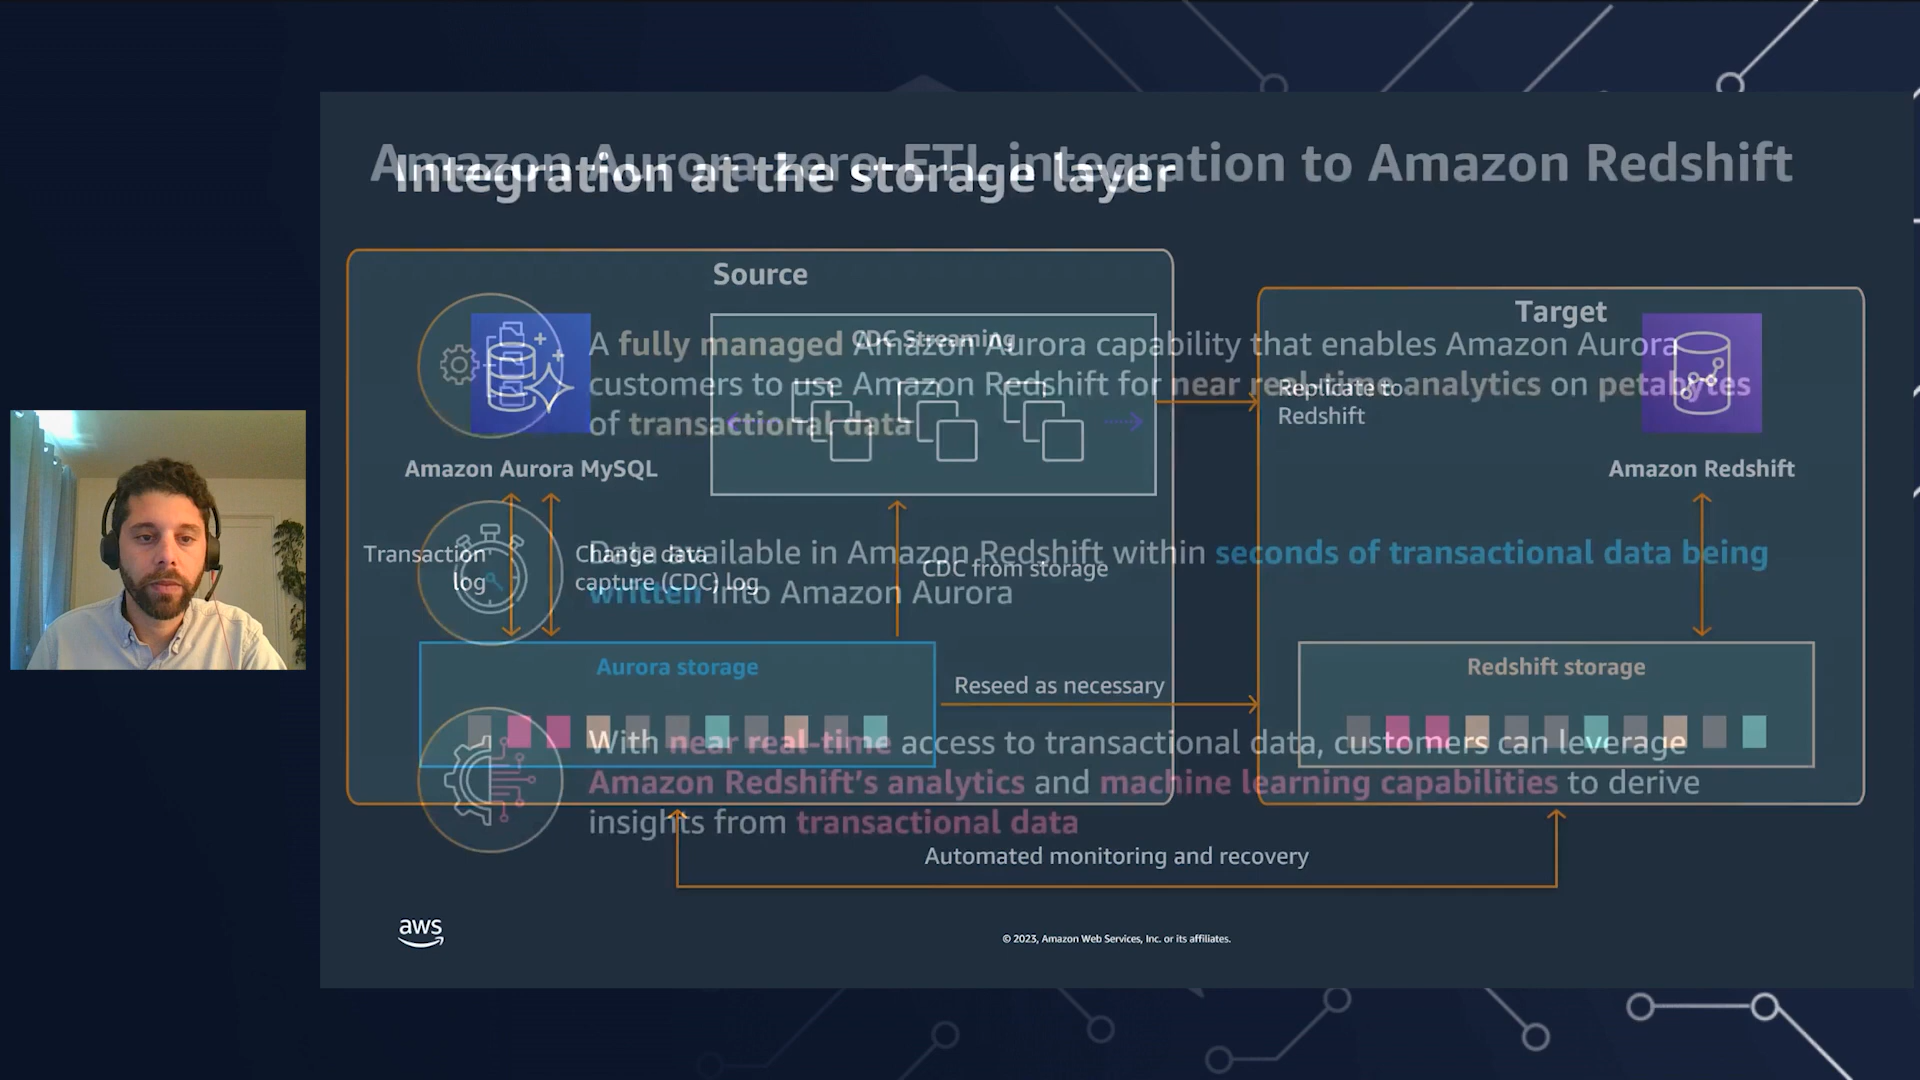 Amazon Aurora zero-ETL integration to Amazon Redshift
A fully managed Amazon Aurora capability that enables Amazon Aurora
customers to use Amazon Redshift for near real-time analytics on petabytes
of transactional data
Data available in Amazon Redshift within seconds of transactional data being
written into Amazon Aurora
With near real-time access to transactional data, customers can leverage
Amazon Redshift’s analytics and machine learning capabilities to derive
insights from transactional data
Integration at the storage layer
Source
CDC Streaming
Amazon Aurora MySQL
Transaction
log
Change data
capture (CDC) log
CDC from storage
Aurora storage
Reseed as necessary
Replicate to
Redshift
Target
Amazon Redshift
Redshift storage
Automated monitoring and recovery
aws
© 2023, Amazon Web Services, Inc. or its affiliates.